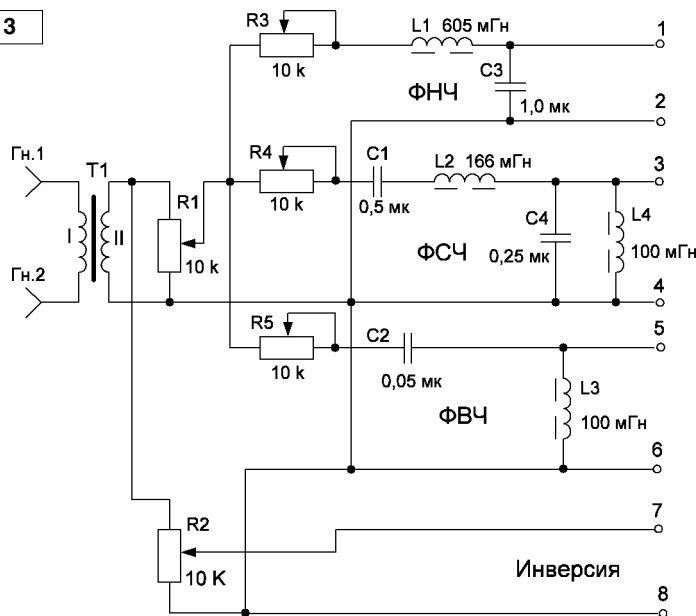 3
R3
10 k
L1 605 мГн
C3
1,0 мк
ФНЧ
1
2
Гн.1
Гн.2
T1
I
II
R1
10 k
R4
10 k
C1
0,5 мк
L2 166 мГн
C4
0,25 мк
L4
100 мГн
ФСЧ
3
4
R5
10 k
C2
0,05 мк
L3
100 мГн
ФВЧ
5
6
R2
10 K
7
Инверсия
8